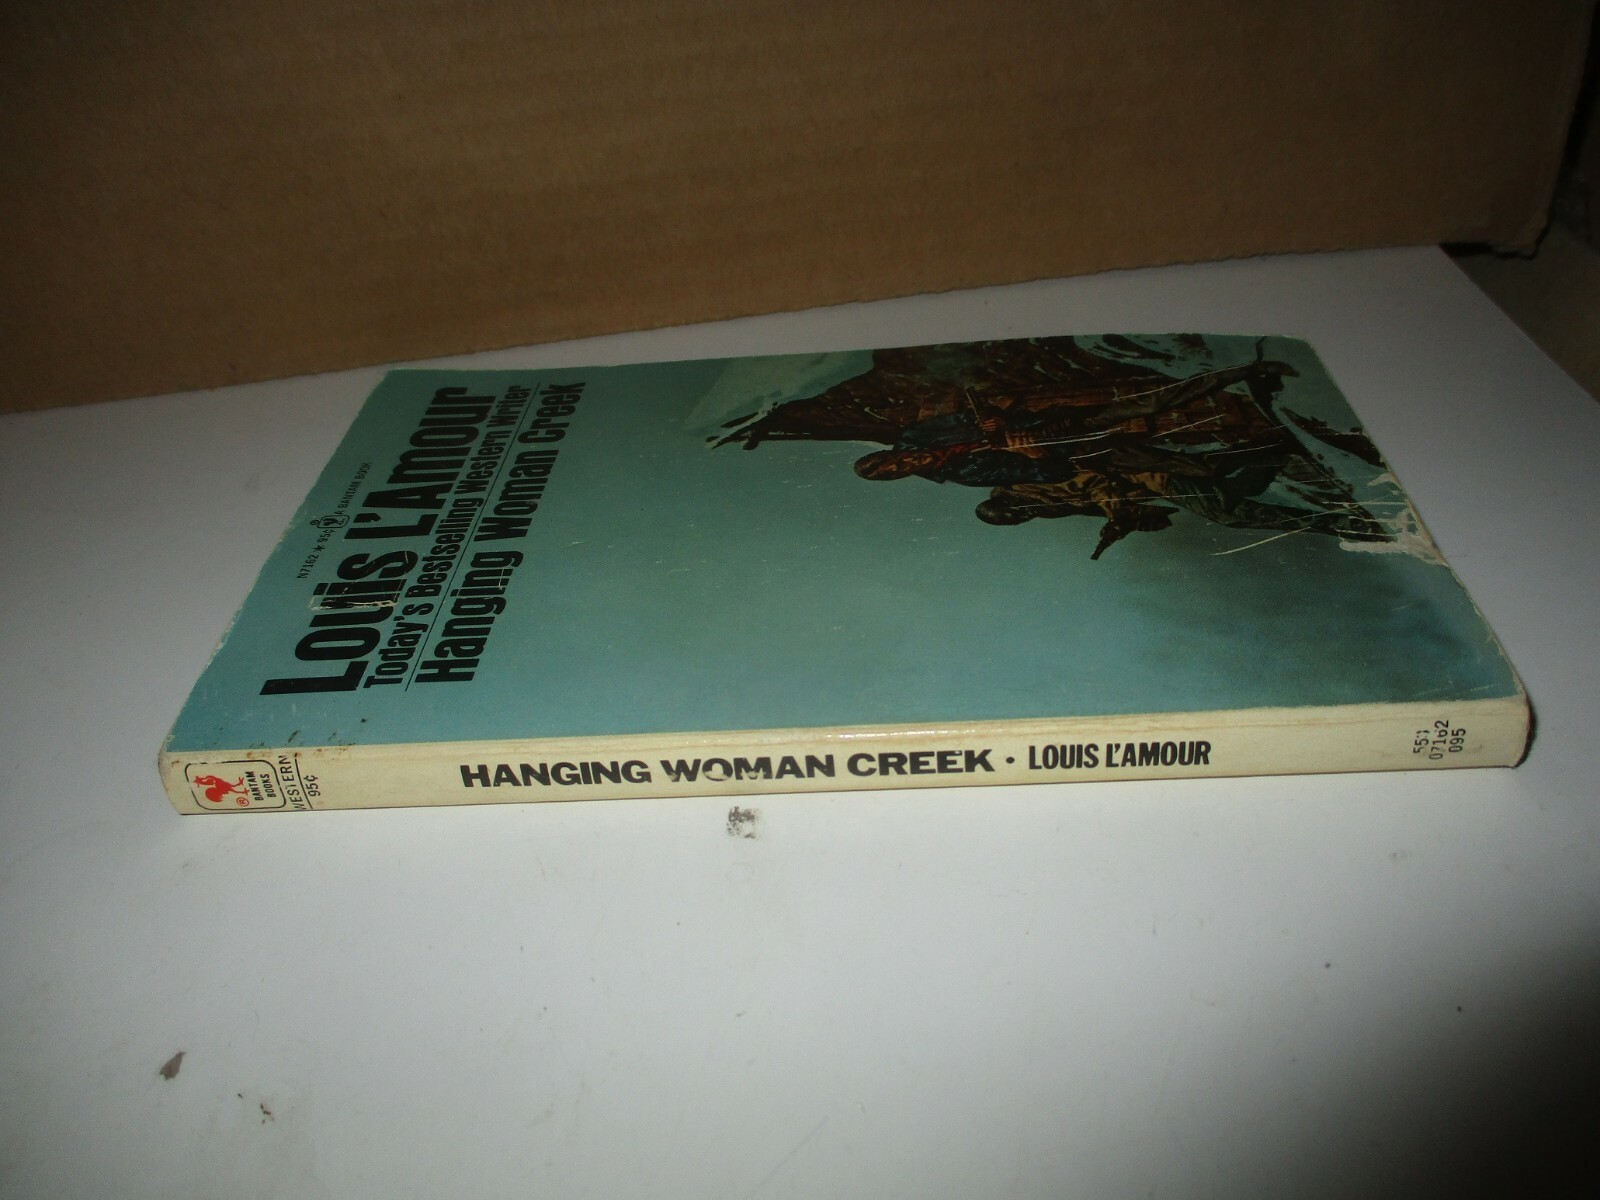 N7162 * 95¢ A BANTAM BOOK
Louis L'Amour
Today's Bestselling Western Writer
Hanging Woman Creek
BANTAM
BOOKS
®
WESTERN
95¢
HANGING WOMAN CREEK · LOUIS L'AMOUR
07162
095